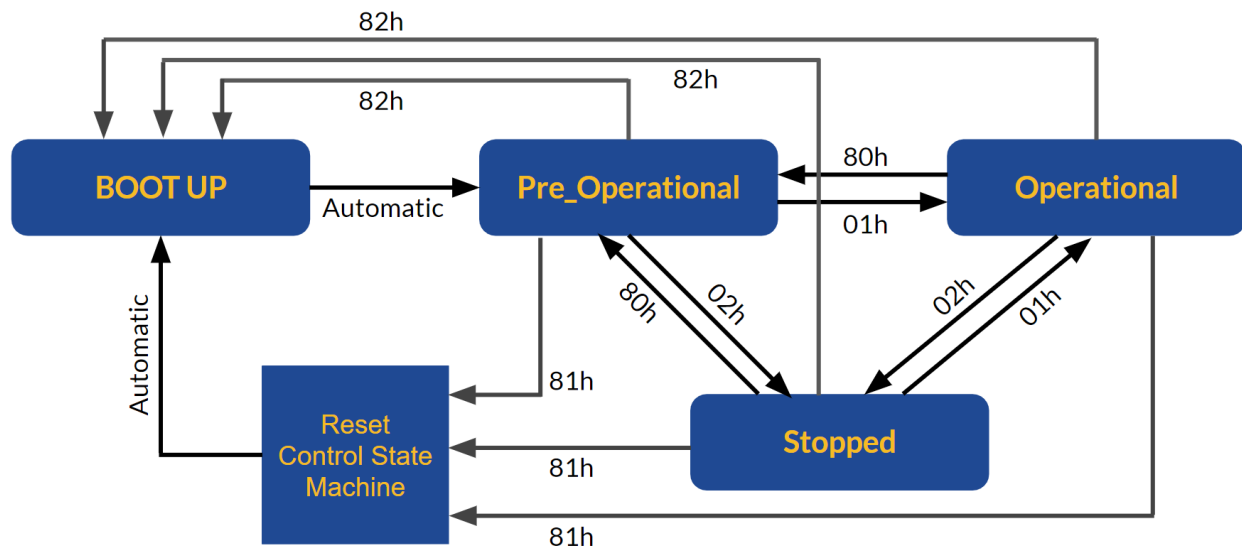 82h
82h
82h
BOOT UP
Automatic
Pre_Operational
80h
01h
Operational
80h
02h
02h
01h
Automatic
Reset
Control State
Machine
81h
81h
81h
Stopped